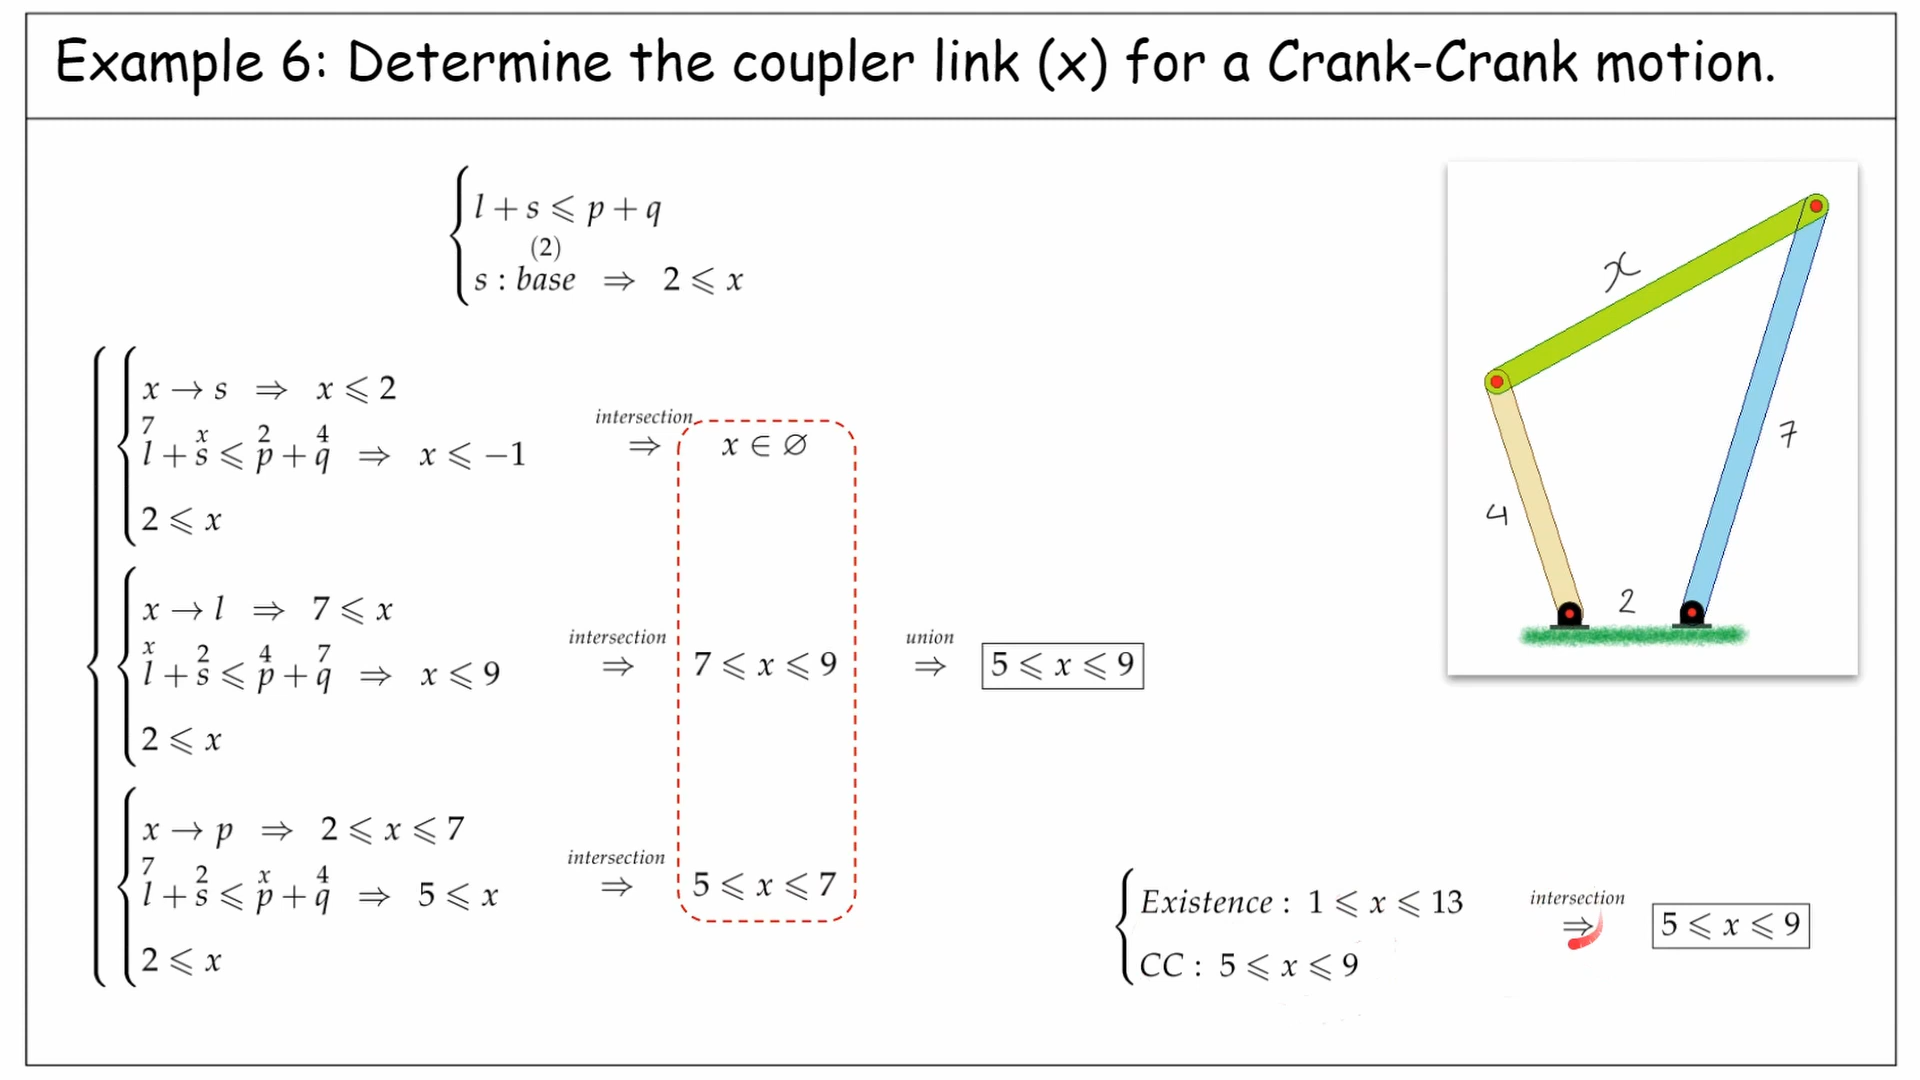 Example 6: Determine the coupler link (x) for a Crank-Crank motion.
l + s ⩽ p + q
(2)
s : base ⇒ 2 ⩽ x
x → s ⇒ x ⩽ 2
7 x 2 4
l + s ⩽ p + q ⇒ x ⩽ −1
2 ⩽ x
intersection
⇒ x ∈ ∅
x → l ⇒ 7 ⩽ x
x 2 4 7
l + s ⩽ p + q ⇒ x ⩽ 9
2 ⩽ x
intersection
⇒ 7 ⩽ x ⩽ 9
union
⇒ 5 ⩽ x ⩽ 9
x → p ⇒ 2 ⩽ x ⩽ 7
7 2 x 4
l + s ⩽ p + q ⇒ 5 ⩽ x
2 ⩽ x
intersection
⇒ 5 ⩽ x ⩽ 7
x
7
4
2
Existence : 1 ⩽ x ⩽ 13
CC : 5 ⩽ x ⩽ 9
intersection
⇒ 5 ⩽ x ⩽ 9